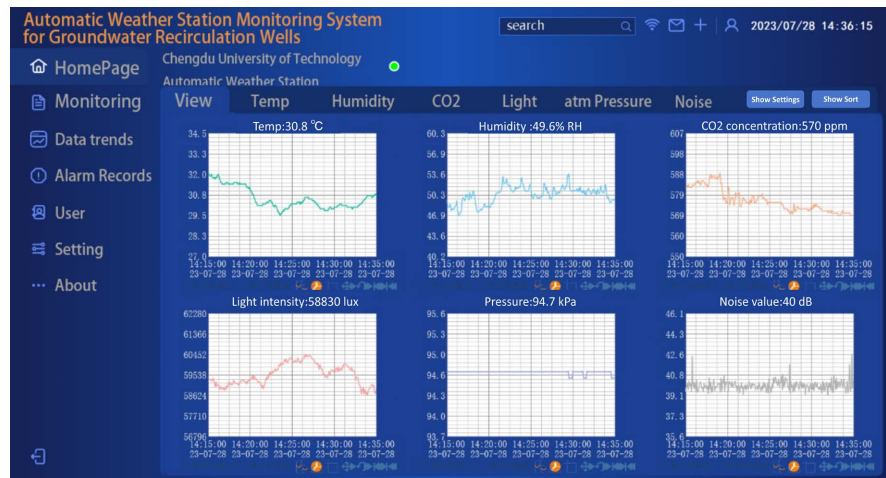 Automatic Weather Station Monitoring System
for Groundwater Recirculation Wells
search
2023/07/28 14:36:15
HomePage
Chengdu University of Technology
Automatic Weather Station
Monitoring
Data trends
Alarm Records
User
Setting
About
View Temp Humidity CO2 Light atm Pressure Noise Show Settings Show Sort
Temp:30.8 ℃
34.5
33.3
32.0
30.8
29.5
28.3
27.0
14:15:00 14:20:00 14:25:00 14:30:00 14:35:00
23-07-28 23-07-28 23-07-28 23-07-28 23-07-28
Humidity :49.6% RH
60.3
56.9
53.6
50.3
46.9
43.6
40.2
14:15:00 14:20:00 14:25:00 14:30:00 14:35:00
23-07-28 23-07-28 23-07-28 23-07-28 23-07-28
CO2 concentration:570 ppm
607
598
588
579
569
560
550
14:15:00 14:20:00 14:25:00 14:30:00 14:35:00
23-07-28 23-07-28 23-07-28 23-07-28 23-07-28
Light intensity:58830 lux
62280
61366
60452
59538
58624
57710
56796
14:15:00 14:20:00 14:25:00 14:30:00 14:35:00
23-07-28 23-07-28 23-07-28 23-07-28 23-07-28
Pressure:94.7 kPa
95.6
95.3
95.0
94.6
94.3
94.0
93.7
14:15:00 14:20:00 14:25:00 14:30:00 14:35:00
23-07-28 23-07-28 23-07-28 23-07-28 23-07-28
Noise value:40 dB
46.1
44.3
42.6
40.8
39.1
37.3
35.6
14:15:00 14:20:00 14:25:00 14:30:00 14:35:00
23-07-28 23-07-28 23-07-28 23-07-28 23-07-28